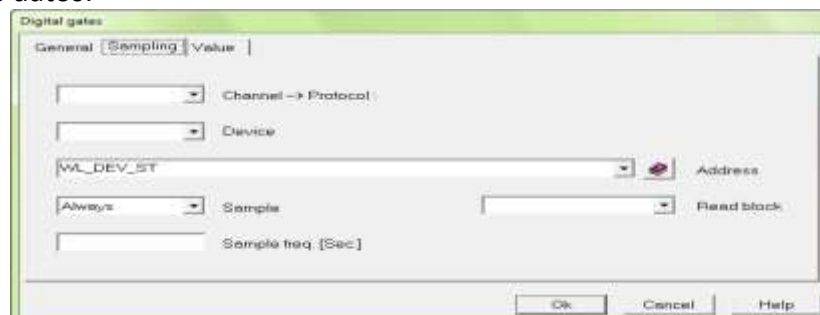 Digital gates
General Sampling Value
Channel --> Protocol
Device
WL_DEV_ST Address
Always Sample Read block
Sample freq. [Sec.]
Ok Cancel Help